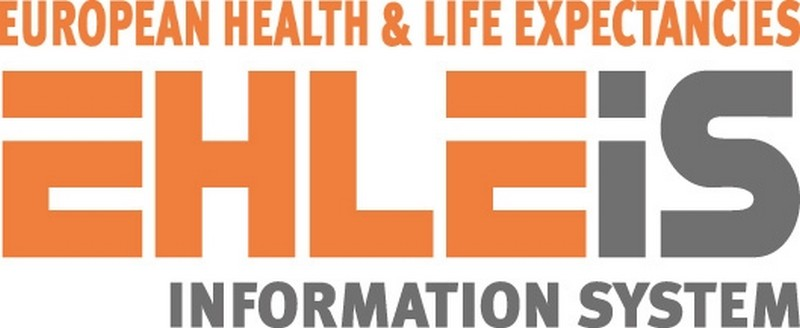 EUROPEAN HEALTH & LIFE EXPECTANCIES
EHLEiS
INFORMATION SYSTEM